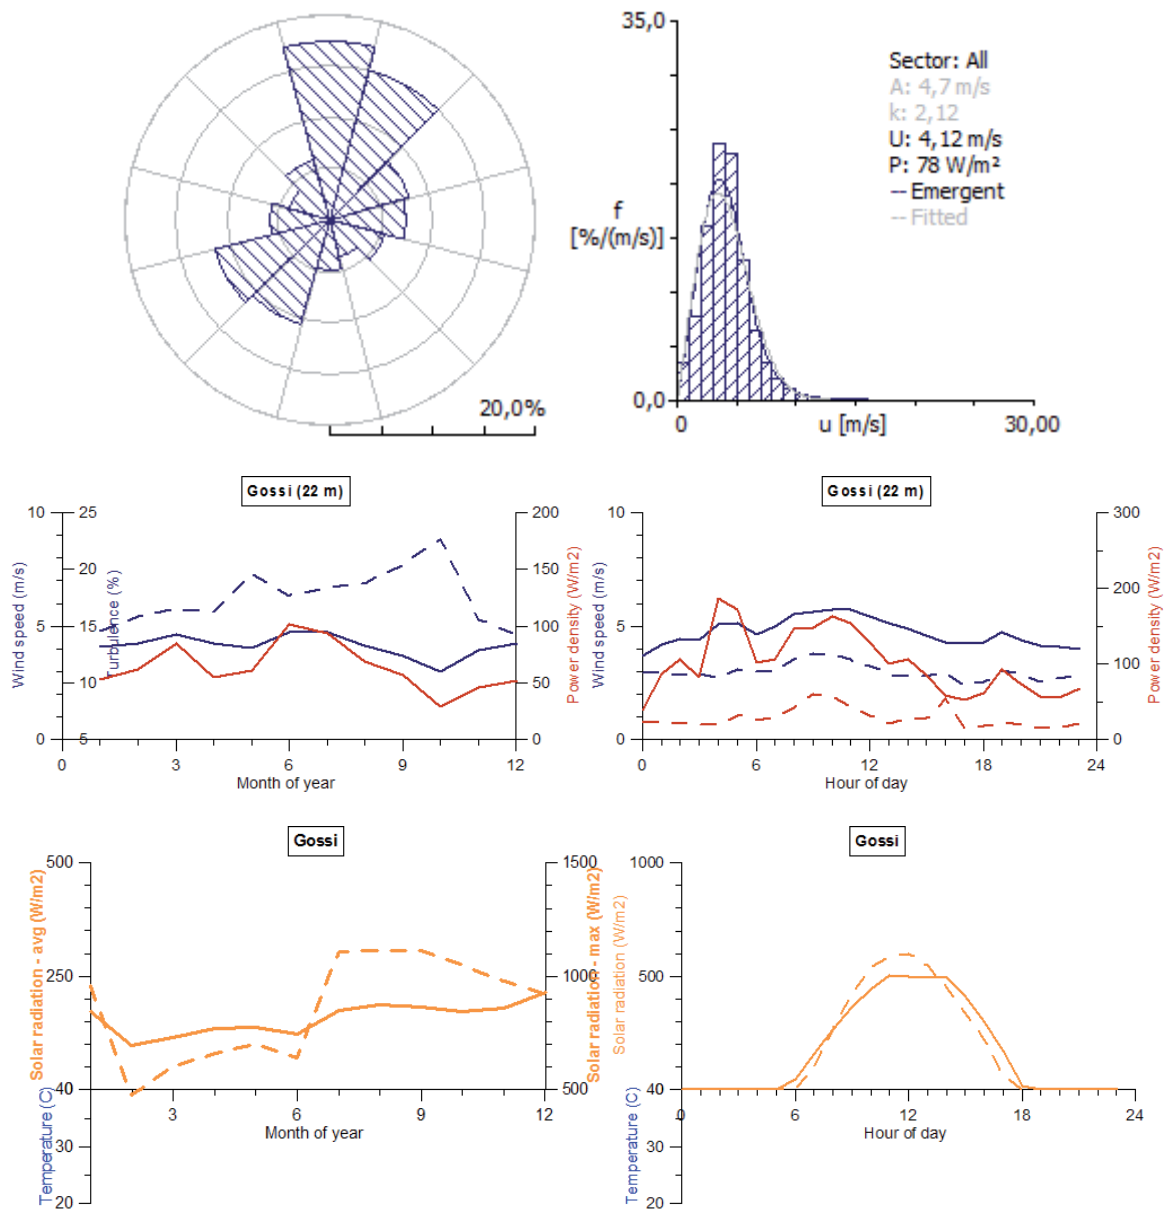 20,0%
35,0
f
[%/(m/s)]
0,0
0
u [m/s]
30,00
Sector: All
A: 4,7 m/s
k: 2,12
U: 4,12 m/s
P: 78 W/m²
-- Emergent
-- Fitted
Gossi (22 m)
Wind speed (m/s)
10
5
0
Turbulence (%)
25
20
15
10
5
Power density (W/m2)
200
150
100
50
0
0
3
6
9
12
Month of year
Gossi (22 m)
Wind speed (m/s)
10
5
0
Power density (W/m2)
300
200
100
0
0
6
12
18
24
Hour of day
Gossi
Solar radiation - avg (W/m2)
500
250
Solar radiation - max (W/m2)
1500
1000
500
Temperature (C)
40
30
20
3
6
9
12
Month of year
Gossi
Solar radiation (W/m2)
1000
500
Temperature (C)
40
30
20
0
6
12
18
24
Hour of day